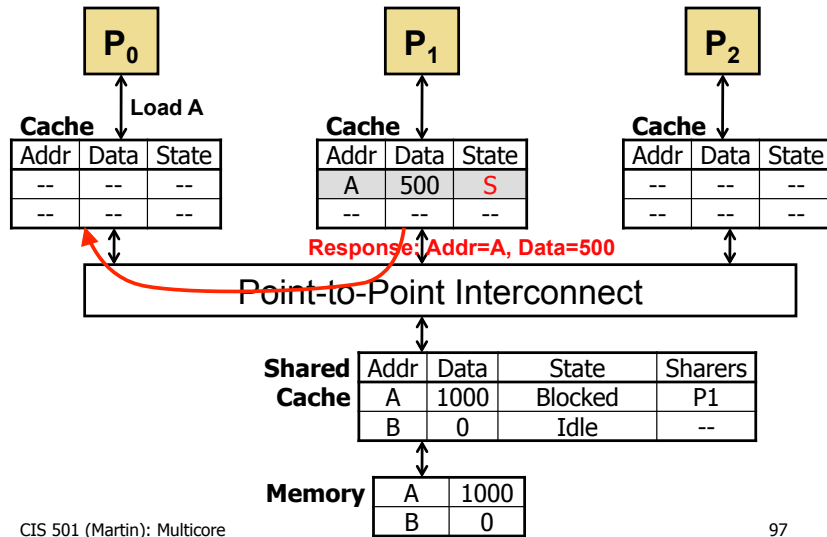 P0 P1 P2
Load A
Cache Cache Cache
Addr Data State Addr Data State Addr Data State
-- -- -- A 500 S -- -- --
-- -- -- -- -- -- -- -- --
Response: Addr=A, Data=500
Point-to-Point Interconnect
Shared Addr Data State Sharers
Cache A 1000 Blocked P1
B 0 Idle --
Memory A 1000
B 0
CIS 501 (Martin): Multicore 97